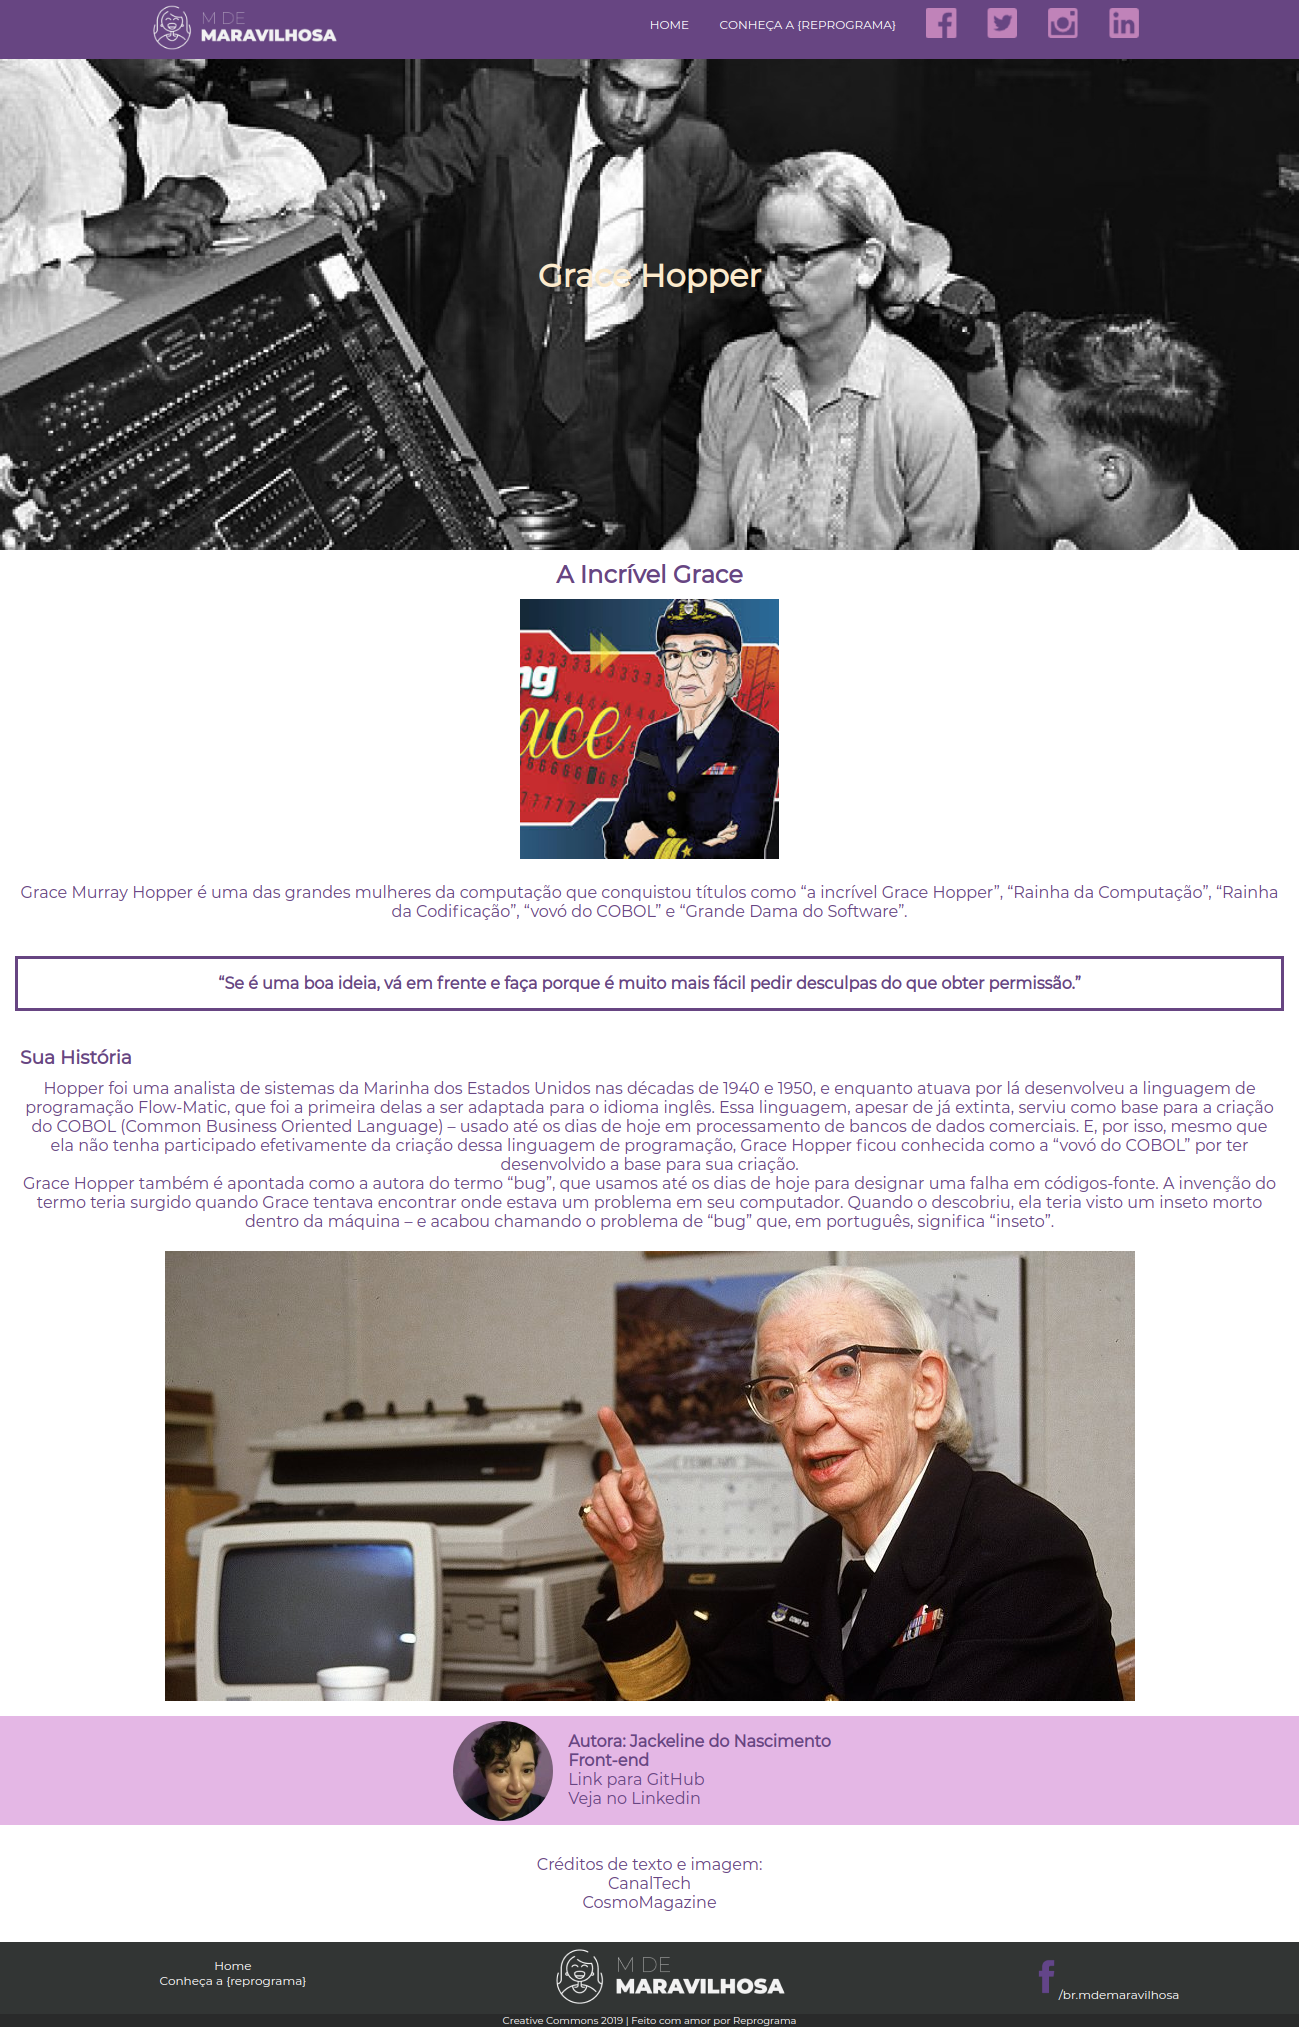 M DE
MARAVILHOSA
HOME
CONHEÇA A {REPROGRAMA}
Grace Hopper
A Incrível Grace
ng
ace
Grace Murray Hopper é uma das grandes mulheres da computação que conquistou títulos como “a incrível Grace Hopper”, “Rainha da Computação”, “Rainha
da Codificação”, “vovó do COBOL” e “Grande Dama do Software”.
“Se é uma boa ideia, vá em frente e faça porque é muito mais fácil pedir desculpas do que obter permissão.”
Sua História
Hopper foi uma analista de sistemas da Marinha dos Estados Unidos nas décadas de 1940 e 1950, e enquanto atuava por lá desenvolveu a linguagem de
programação Flow-Matic, que foi a primeira delas a ser adaptada para o idioma inglês. Essa linguagem, apesar de já extinta, serviu como base para a criação
do COBOL (Common Business Oriented Language) – usado até os dias de hoje em processamento de bancos de dados comerciais. E, por isso, mesmo que
ela não tenha participado efetivamente da criação dessa linguagem de programação, Grace Hopper ficou conhecida como a “vovó do COBOL” por ter
desenvolvido a base para sua criação.
Grace Hopper também é apontada como a autora do termo “bug”, que usamos até os dias de hoje para designar uma falha em códigos-fonte. A invenção do
termo teria surgido quando Grace tentava encontrar onde estava um problema em seu computador. Quando o descobriu, ela teria visto um inseto morto
dentro da máquina – e acabou chamando o problema de “bug” que, em português, significa “inseto”.
Autora: Jackeline do Nascimento
Front-end
Link para GitHub
Veja no Linkedin
Créditos de texto e imagem:
CanalTech
CosmoMagazine
Home
Conheça a {reprograma}
M DE
MARAVILHOSA
/br.mdemaravilhosa
Creative Commons 2019 | Feito com amor por Reprograma